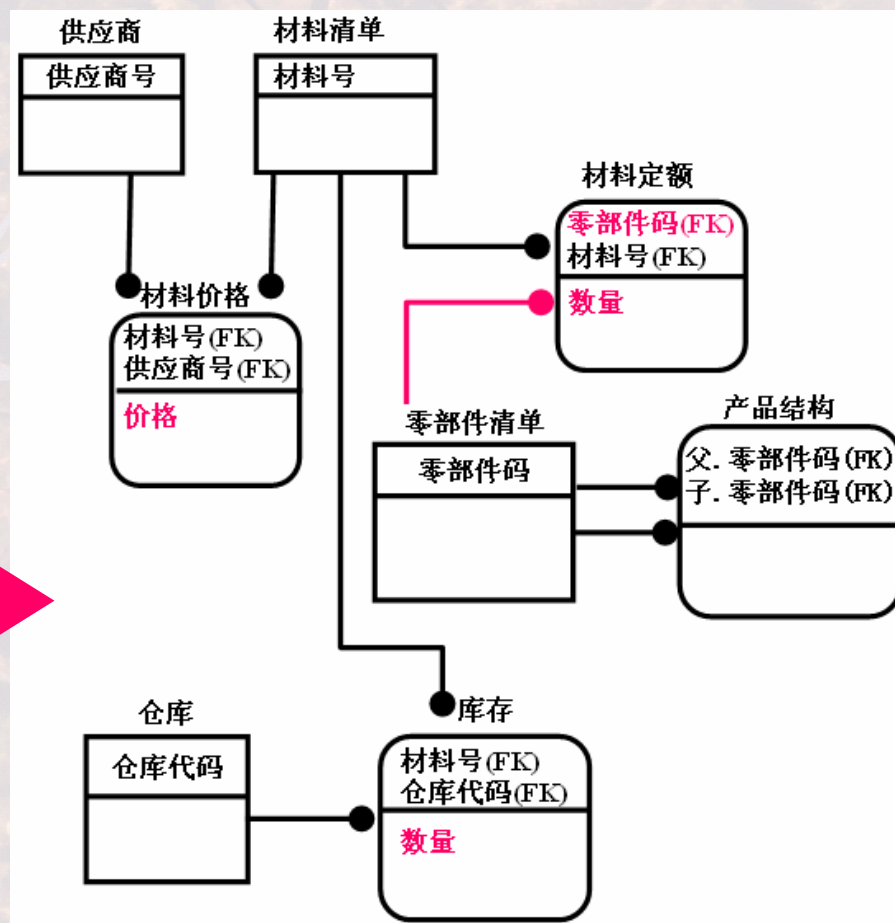 供应商
供应商号
材料清单
材料号
材料定额
零部件码(FK)
材料号(FK)
数量
材料价格
材料号(FK)
供应商号(FK)
价格
零部件清单
零部件码
产品结构
父.零部件码(FK)
子.零部件码(FK)
仓库
仓库代码
库存
材料号(FK)
仓库代码(FK)
数量